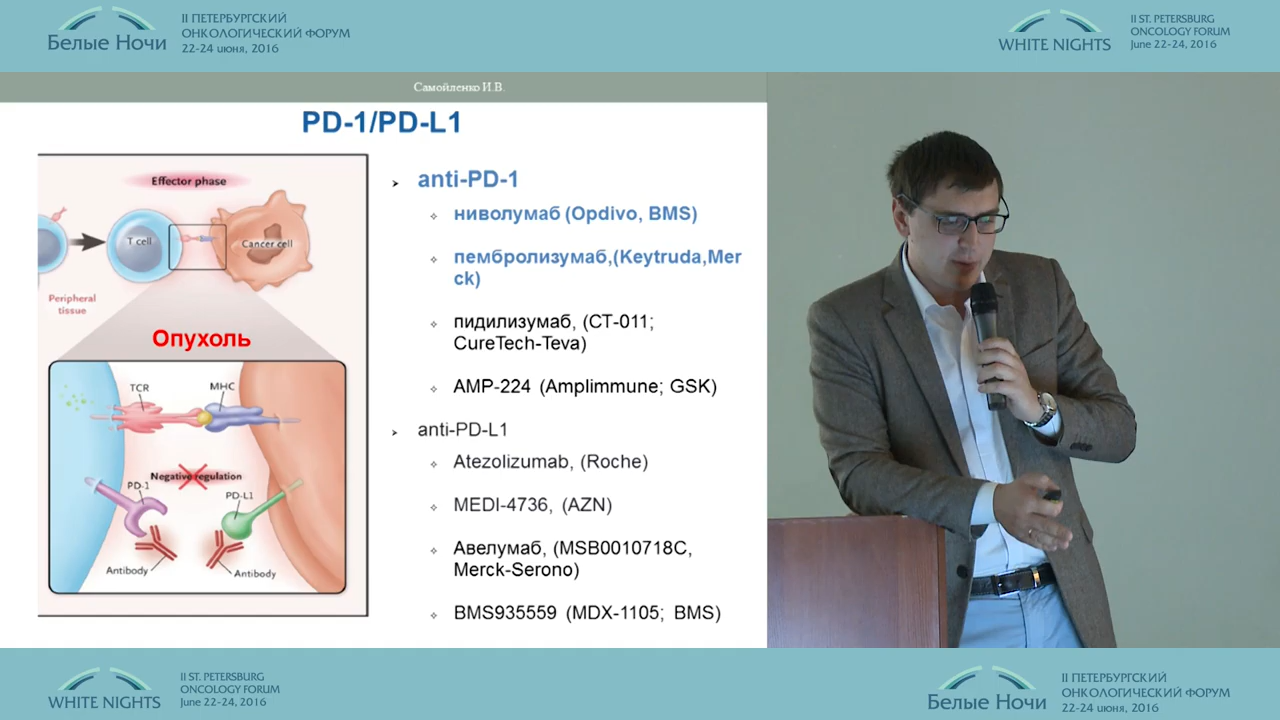 II ПЕТЕРБУРГСКИЙ
ОНКОЛОГИЧЕСКИЙ ФОРУМ
Белые Ночи
22-24 июня, 2016
II ST. PETERSBURG
ONCOLOGY FORUM
WHITE NIGHTS
June 22-24, 2016
Самойленко И.В.
PD-1/PD-L1
Effector phase
T cell
Cancer cell
Peripheral
tissue
Опухоль
TCR
MHC
Negative regulation
PD-1
PD-L1
Antibody
Antibody
anti-PD-1
ниволумаб (Opdivo, BMS)
пембролизумаб,(Keytruda,Mer
ck)
пидилизумаб, (CT-011;
CureTech-Teva)
AMP-224 (Amplimmune; GSK)
anti-PD-L1
Atezolizumab, (Roche)
MEDI-4736, (AZN)
Авелумаб, (MSB0010718C,
Merck-Serono)
BMS935559 (MDX-1105; BMS)
WHITE NIGHTS
II ST. PETERSBURG
ONCOLOGY FORUM
June 22-24, 2016
Белые Ночи
II ПЕТЕРБУРГСКИЙ
ОНКОЛОГИЧЕСКИЙ ФОРУМ
22-24 июня, 2016